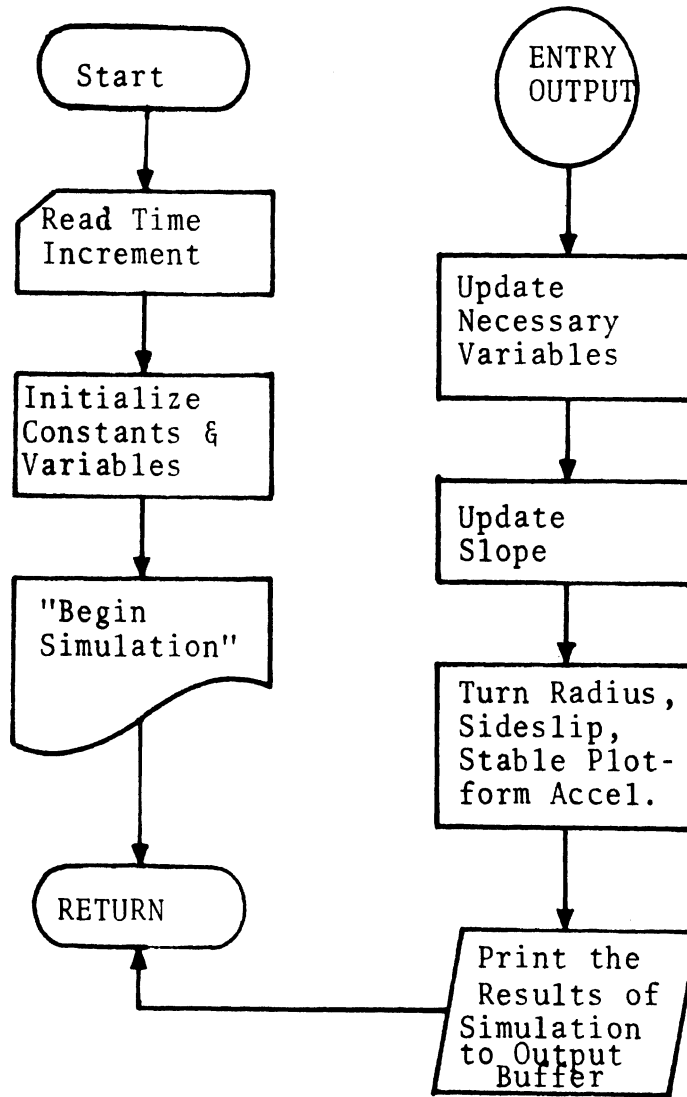 Start
Read Time
Increment
Initialize
Constants &
Variables
"Begin
Simulation"
RETURN
ENTRY
OUTPUT
Update
Necessary
Variables
Update
Slope
Turn Radius,
Sideslip,
Stable Plot-
form Accel.
Print the
Results of
Simulation
to Output
Buffer